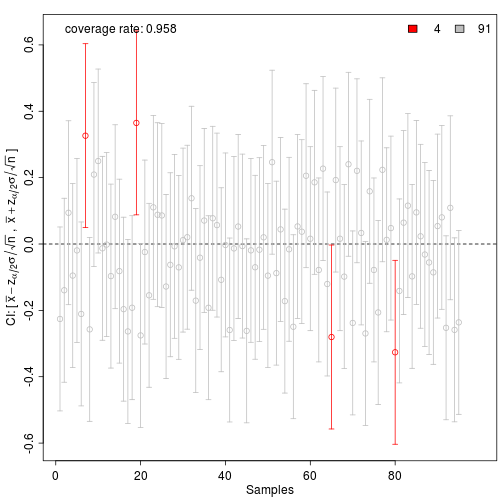 coverage rate: 0.958
4 91
CI: [ x̄ − z_{α/2}σ/√n , x̄ + z_{α/2}σ/√n ]
0.6
0.4
0.2
0.0
-0.2
-0.4
-0.6
0 20 40 60 80
Samples